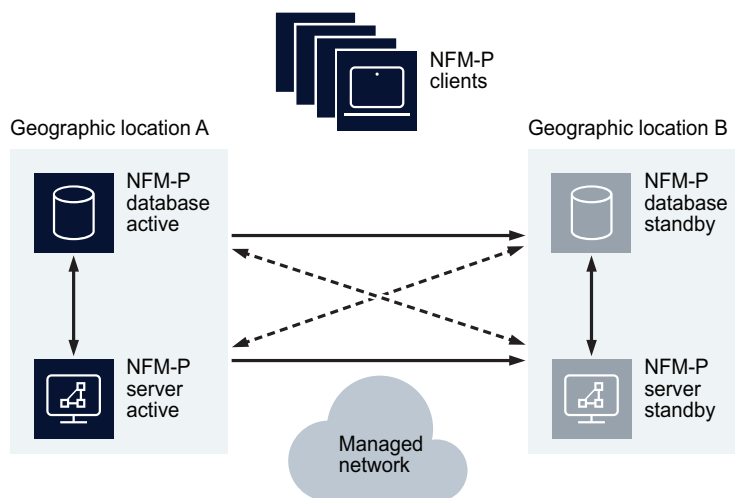 NFM-P
clients
Geographic location A
Geographic location B
NFM-P
database
active
NFM-P
database
standby
NFM-P
server
active
NFM-P
server
standby
Managed
network